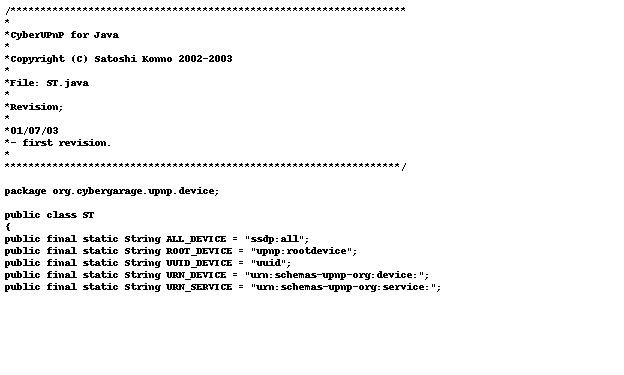 /******************************************************************
*
*CyberUPnP for Java
*
*Copyright (C) Satoshi Konno 2002-2003
*
*File: ST.java
*
*Revision;
*
*01/07/03
*- first revision.
*
******************************************************************/
package org.cybergarage.upnp.device;
public class ST
{
public final static String ALL_DEVICE = "ssdp:all";
public final static String ROOT_DEVICE = "upnp:rootdevice";
public final static String UUID_DEVICE = "uuid";
public final static String URN_DEVICE = "urn:schemas-upnp-org:device:";
public final static String URN_SERVICE = "urn:schemas-upnp-org:service:";